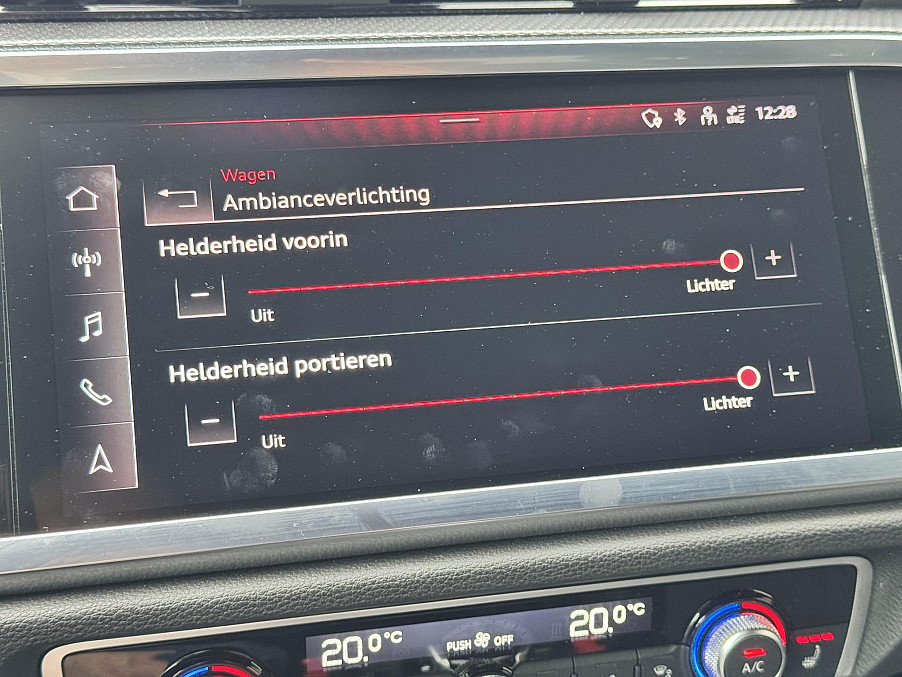 12:28
Wagen
Ambianceverlichting
Helderheid voorin
− +
Uit Lichter
Helderheid portieren
− +
Uit Lichter
20.0°C PUSH OFF 20.0°C
A/C